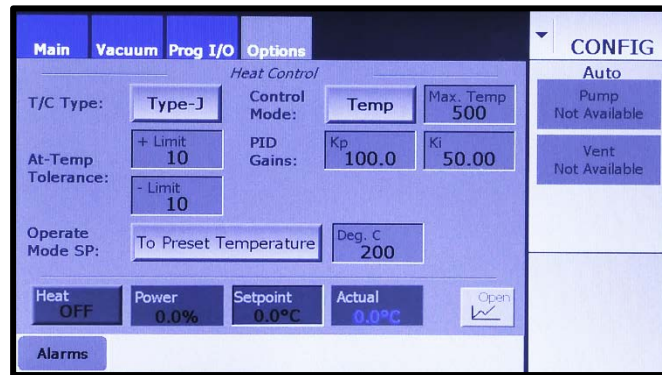 Main Vacuum Prog I/O Options
CONFIG
Heat Control
Auto
T/C Type: Type-J Control Mode: Temp Max. Temp 500
Pump
Not Available
At-Temp Tolerance: + Limit 10 PID Gains: Kp 100.0 Ki 50.00
Vent
Not Available
- Limit 10
Operate Mode SP: To Preset Temperature Deg. C 200
Heat Power Setpoint Actual Open
OFF 0.0% 0.0°C 0.0°C
Alarms